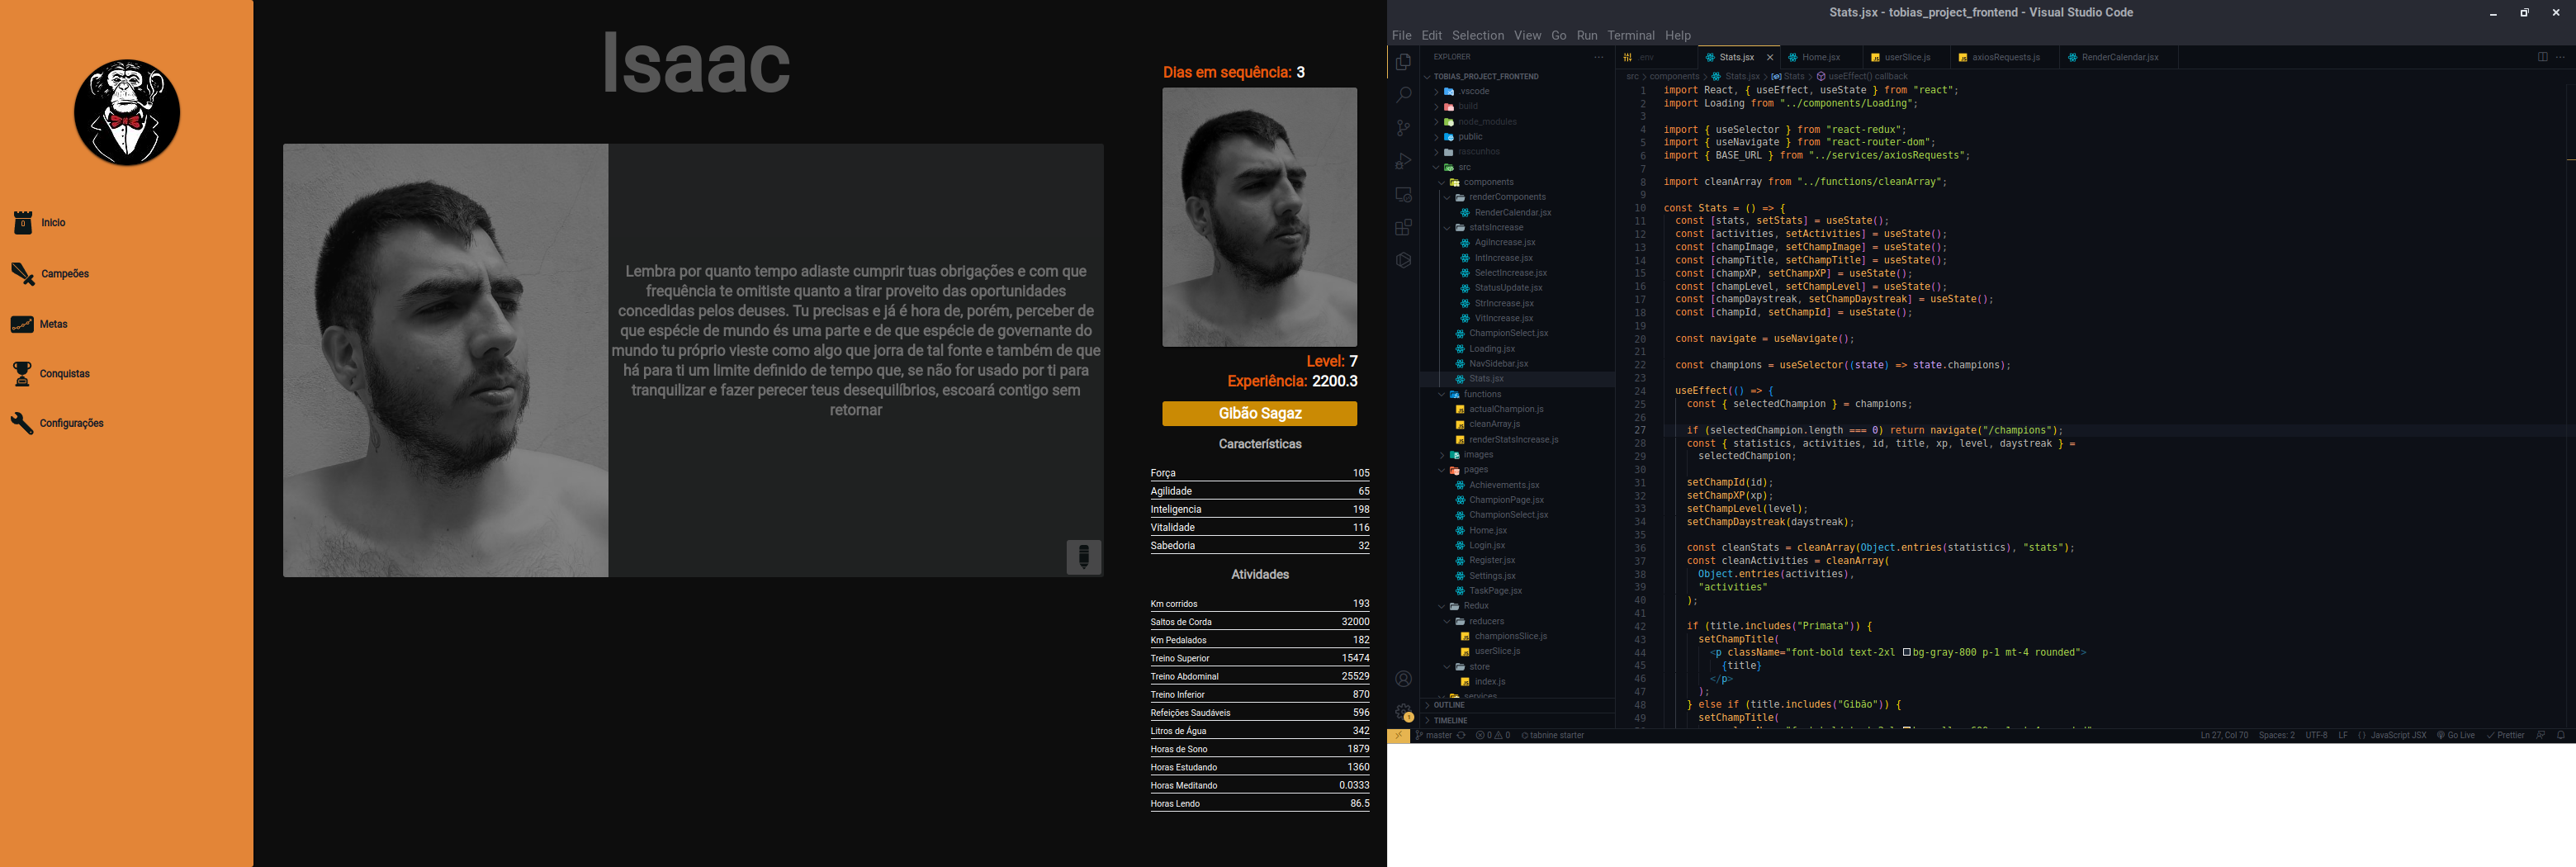 Isaac
Inicio
Campeões
Metas
Conquistas
Configurações
Lembra por quanto tempo adiaste cumprir tuas obrigações e com que
frequência te omitiste quanto a tirar proveito das oportunidades
concedidas pelos deuses. Tu precisas e já é hora de, porém, perceber de
que espécie de mundo és uma parte e de que espécie de governante do
mundo tu próprio vieste como algo que jorra de tal fonte e também de que
há para ti um limite definido de tempo que, se não for usado por ti para
tranquilizar e fazer perecer teus desequilíbrios, escoará contigo sem
retornar
Dias em sequência: 3
Level: 7
Experiência: 2200.3
Gibão Sagaz
Características
Força 105
Agilidade 65
Inteligencia 198
Vitalidade 116
Sabedoria 32
Atividades
Km corridos 193
Saltos de Corda 32000
Km Pedalados 182
Treino Superior 15474
Treino Abdominal 25529
Treino Inferior 870
Refeições Saudáveis 596
Litros de Água 342
Horas de Sono 1879
Horas Estudando 1360
Horas Meditando 0.0333
Horas Lendo 86.5
Stats.jsx - tobias_project_frontend - Visual Studio Code
File Edit Selection View Go Run Terminal Help
EXPLORER
TOBIAS_PROJECT_FRONTEND
.vscode
build
node_modules
public
rascunhos
src
components
renderComponents
RenderCalendar.jsx
statsIncrease
AgiIncrease.jsx
IntIncrease.jsx
SelectIncrease.jsx
StatusUpdate.jsx
StrIncrease.jsx
VitIncrease.jsx
ChampionSelect.jsx
Loading.jsx
NavSidebar.jsx
Stats.jsx
functions
actualChampion.js
cleanArray.js
renderStatsIncrease.js
images
pages
Achievements.jsx
ChampionPage.jsx
ChampionSelect.jsx
Home.jsx
Login.jsx
Register.jsx
Settings.jsx
TaskPage.jsx
Redux
reducers
championsSlice.js
userSlice.js
store
index.js
services
OUTLINE
TIMELINE
.env Stats.jsx Home.jsx userSlice.js axiosRequests.js RenderCalendar.jsx
src > components > Stats.jsx > Stats > useEffect() callback
1 import React, { useEffect, useState } from "react";
2 import Loading from "../components/Loading";
3
4 import { useSelector } from "react-redux";
5 import { useNavigate } from "react-router-dom";
6 import { BASE_URL } from "../services/axiosRequests";
7
8 import cleanArray from "../functions/cleanArray";
9
10 const Stats = () => {
11 const [stats, setStats] = useState();
12 const [activities, setActivities] = useState();
13 const [champImage, setChampImage] = useState();
14 const [champTitle, setChampTitle] = useState();
15 const [champXP, setChampXP] = useState();
16 const [champLevel, setChampLevel] = useState();
17 const [champDaystreak, setChampDaystreak] = useState();
18 const [champId, setChampId] = useState();
19
20 const navigate = useNavigate();
21
22 const champions = useSelector((state) => state.champions);
23
24 useEffect(() => {
25 const { selectedChampion } = champions;
26
27 if (selectedChampion.length === 0) return navigate("/champions");
28 const { statistics, activities, id, title, xp, level, daystreak } =
29 selectedChampion;
30
31 setChampId(id);
32 setChampXP(xp);
33 setChampLevel(level);
34 setChampDaystreak(daystreak);
35
36 const cleanStats = cleanArray(Object.entries(statistics), "stats");
37 const cleanActivities = cleanArray(
38 Object.entries(activities),
39 "activities"
40 );
41
42 if (title.includes("Primata")) {
43 setChampTitle(
44 <p className="font-bold text-2xl bg-gray-800 p-1 mt-4 rounded">
45 {title}
46 </p>
47 );
48 } else if (title.includes("Gibão")) {
49 setChampTitle(
master 0 0 tabnine starter
Ln 27, Col 70 Spaces: 2 UTF-8 LF {} JavaScript JSX Go Live Prettier